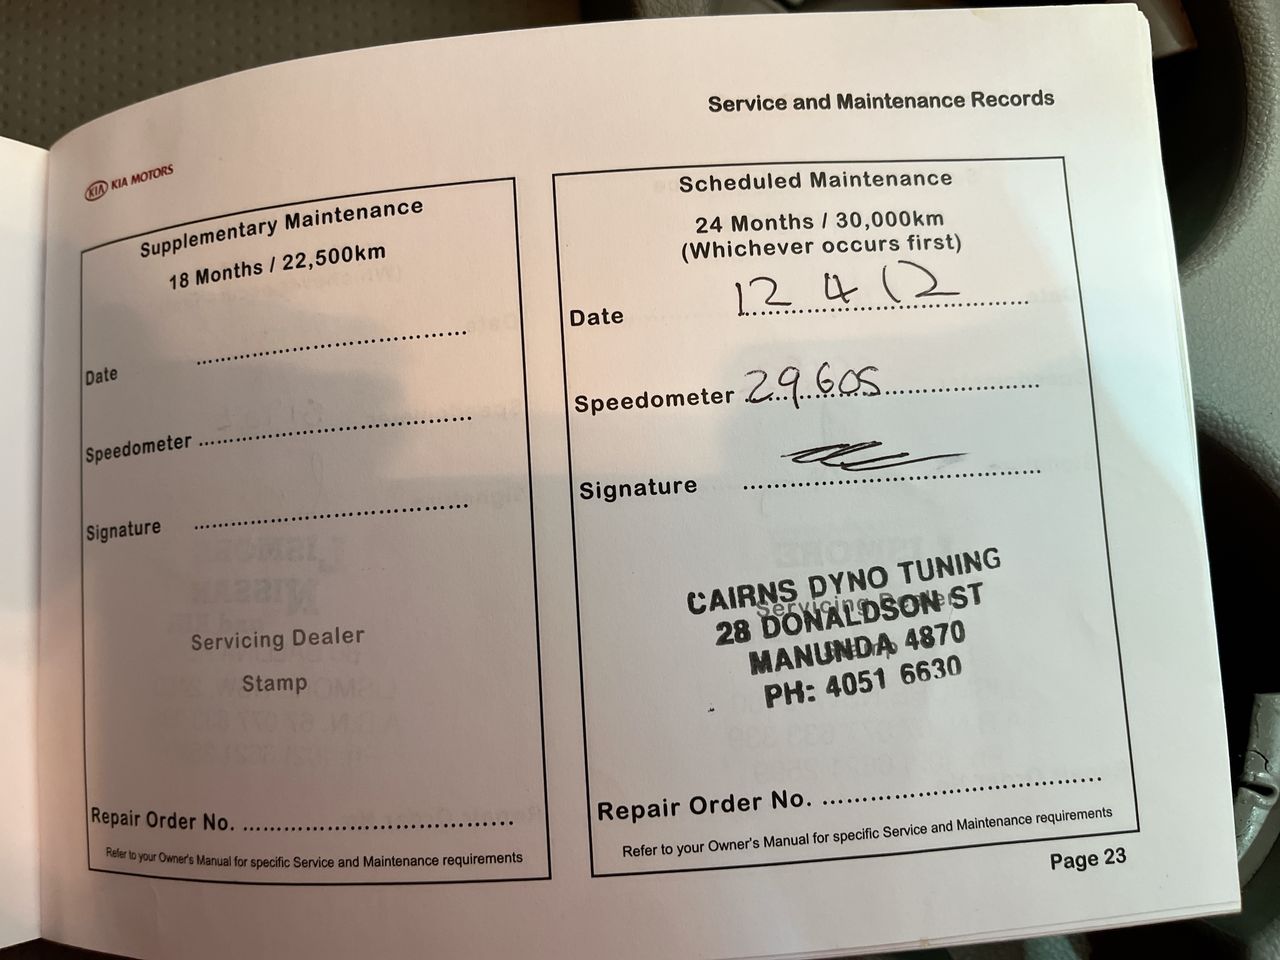 Service and Maintenance Records
KIA KIA MOTORS
Supplementary Maintenance
18 Months / 22,500km
Date ........................................
Speedometer ........................................
Signature ........................................
Servicing Dealer
Stamp
Repair Order No. ........................................
Refer to your Owner's Manual for specific Service and Maintenance requirements
Scheduled Maintenance
24 Months / 30,000km
(Whichever occurs first)
Date 12 4 12
Speedometer 29605
Signature
CAIRNS DYNO TUNING
Servicing Dealer
28 DONALDSON ST
MANUNDA 4870
PH: 4051 6630
Repair Order No. ........................................
Refer to your Owner's Manual for specific Service and Maintenance requirements
Page 23